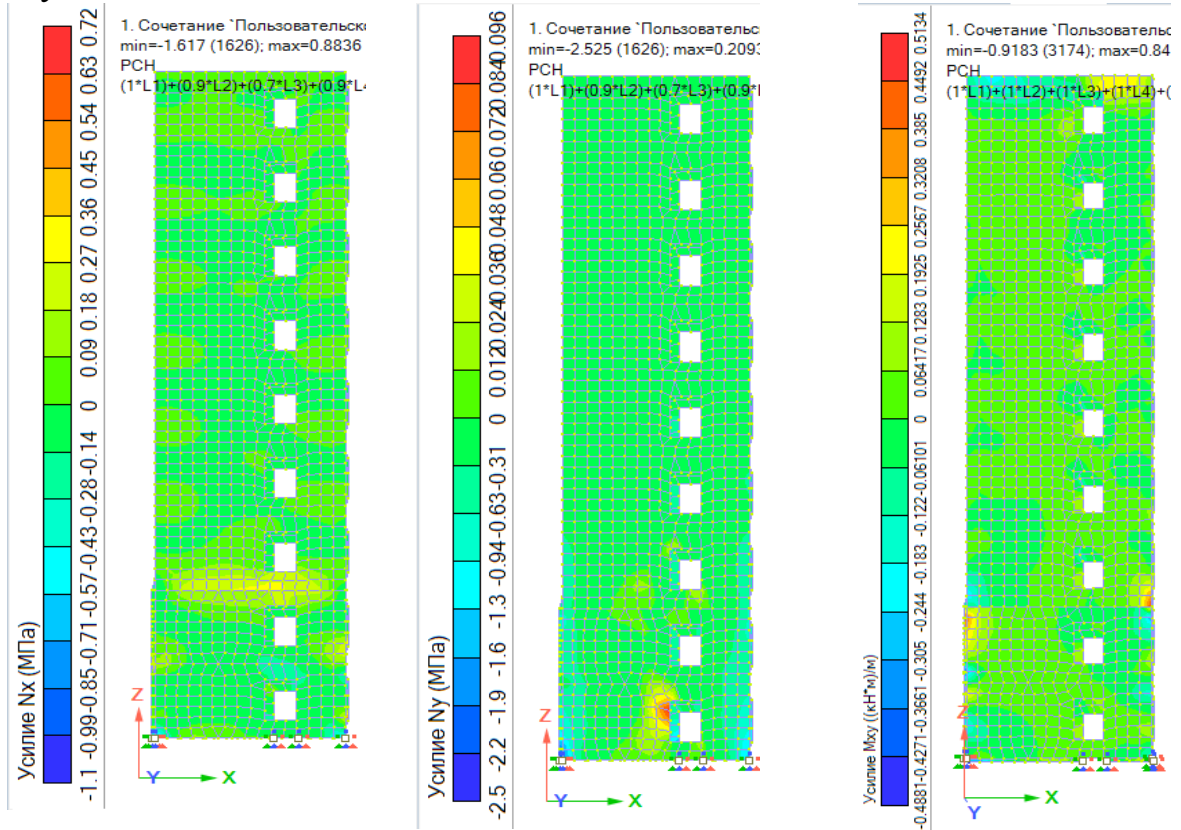 1. Сочетание `Пользовательск
min=-1.617 (1626); max=0.8836
РСН
(1*L1)+(0.9*L2)+(0.7*L3)+(0.9*L4
Усилие Nx (МПа)
-1.1 -0.99 -0.85 -0.71 -0.57 -0.43 -0.28 -0.14 0 0.09 0.18 0.27 0.36 0.45 0.54 0.63 0.72
Z
Y
X
1. Сочетание `Пользовательск
min=-2.525 (1626); max=0.2093
РСН
(1*L1)+(0.9*L2)+(0.7*L3)+(0.9*l
Усилие Ny (МПа)
-2.5 -2.2 -1.9 -1.6 -1.3 -0.94 -0.63 -0.31 0 0.012 0.024 0.036 0.048 0.06 0.072 0.084 0.096
Z
Y
X
1. Сочетание `Пользовательс
min=-0.9183 (3174); max=0.84
РСН
(1*L1)+(1*L2)+(1*L3)+(1*L4)+(
Усилие Mxy ((кН*м)/м)
-0.4881 -0.4271 -0.3661 -0.305 -0.244 -0.183 -0.122 -0.06101 0 0.06417 0.1283 0.1925 0.2567 0.3208 0.385 0.4492 0.5134
Z
Y
X